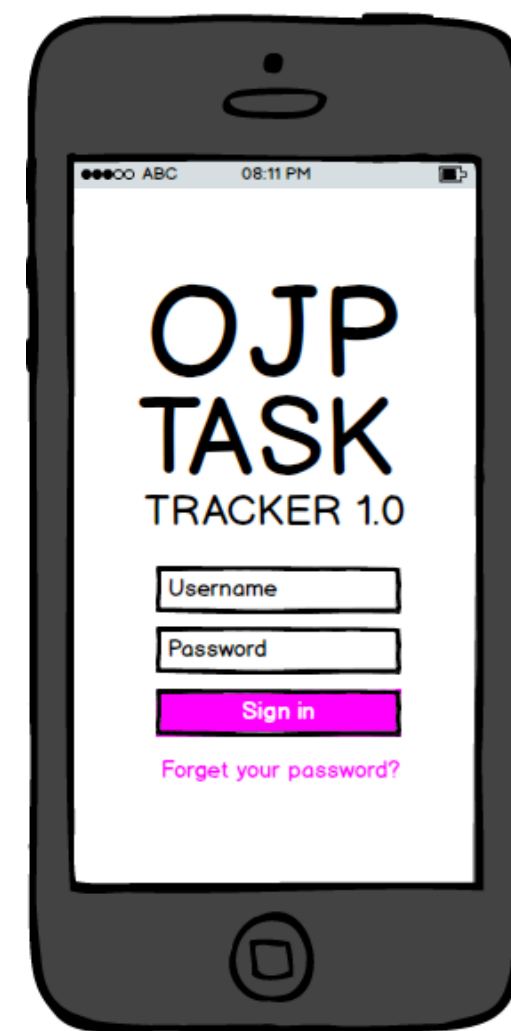 ABC 08:11 PM
OJP
TASK
TRACKER 1.0
Username
Password
Sign in
Forget your password?